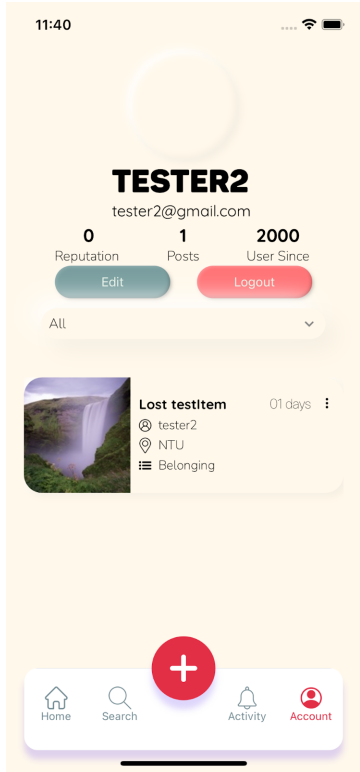 11:40
TESTER2
tester2@gmail.com
0 1 2000
Reputation Posts User Since
Edit Logout
All
Lost testItem 01 days
tester2
NTU
Belonging
Home Search Activity Account